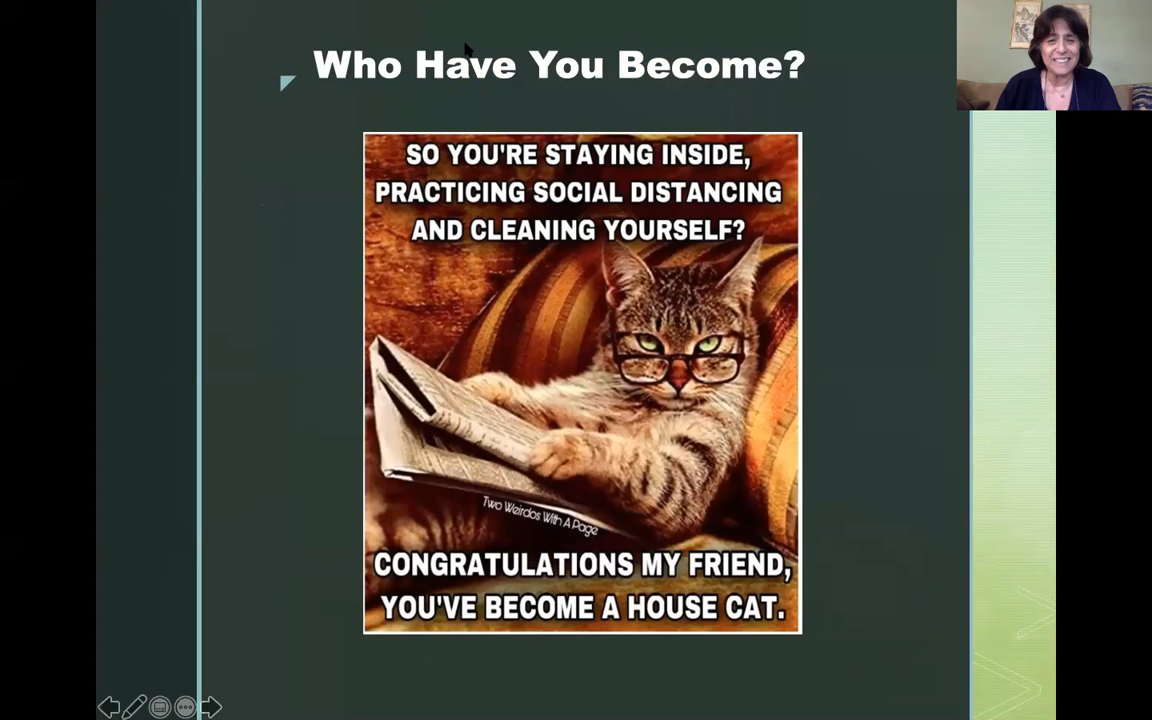 Who Have You Become?
SO YOU'RE STAYING INSIDE,
PRACTICING SOCIAL DISTANCING
AND CLEANING YOURSELF?
Two Weirdos With A Page
CONGRATULATIONS MY FRIEND,
YOU'VE BECOME A HOUSE CAT.